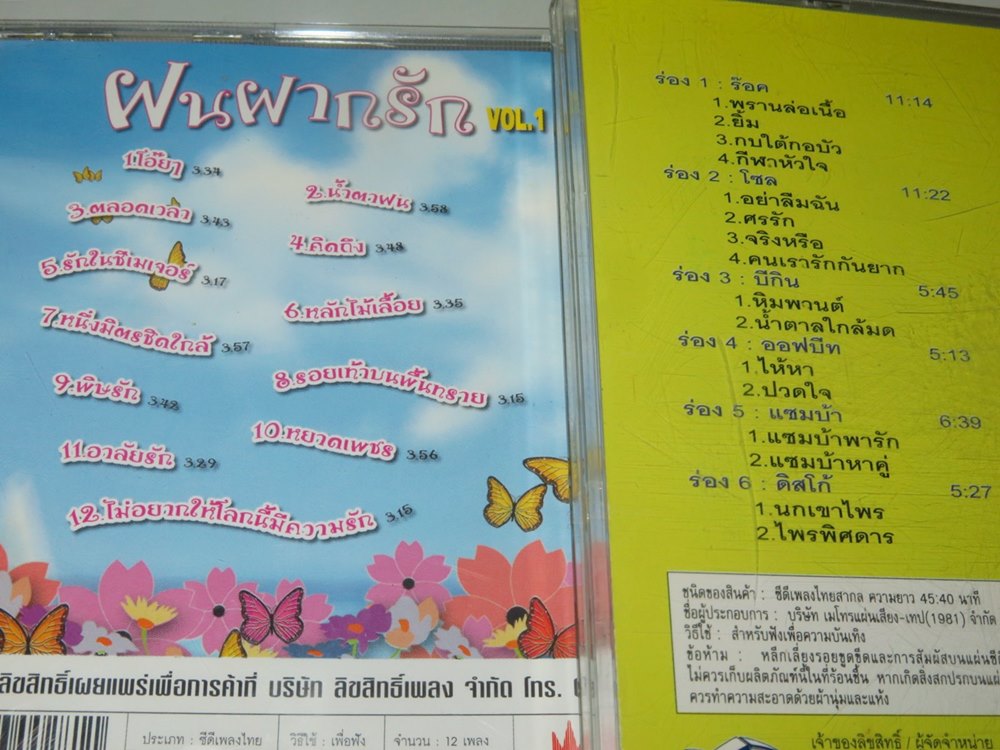 ฝนฝากรัก VOL.1
1.โอ๊ยๆ 3.34
2.น้ำตาฟน 3.58
3.ตลอดเวลา 3.43
4.คิดถึง 3.48
5.รักในซีเมเจอร์ 3.17
6.หลักไม้เลื้อย 3.35
7.หนึ่งมิตรชิดใกล้ 3.57
8.รอยเท้าบนพื้นทราย 3.15
9.พิษรัก 3.42
10.หยาดเพชร 3.56
11.อาลัยรัก 3.29
12.ไม่อยากให้โลกนี้มีความรัก 3.15
ลิขสิทธิ์เผยแพร่เพื่อการค้าที่ บริษัท ลิขสิทธิ์เพลง จำกัด โทร.
ประเภท : ซีดีเพลงไทย
วิธีใช้ : เพื่อฟัง
จำนวน : 12 เพลง
ร่อง 1 : ร๊อค 11:14
1.พรานล่อเนื้อ
2.ยิ้ม
3.กบใต้กอบัว
4.กีฬาหัวใจ
ร่อง 2 : โซล 11:22
1.อย่าลืมฉัน
2.ศรรัก
3.จริงหรือ
4.คนเรารักกันยาก
ร่อง 3 : บีกิน 5:45
1.หิมพานต์
2.น้ำตาลใกล้มด
ร่อง 4 : ออฟบีท 5:13
1.ไห้หา
2.ปวดใจ
ร่อง 5 : แซมบ้า 6:39
1.แซมบ้าพารัก
2.แซมบ้าหาคู่
ร่อง 6 : ดิสโก้ 5:27
1.นกเขาไพร
2.ไพรพิศดาร
ชนิดของสินค้า : ซีดีเพลงไทยสากล ความยาว 45:40 นาที
ชื่อผู้ประกอบการ : บริษัท เมโทรแผ่นเสียง-เทป(1981) จำกัด
วิธีใช้ : สำหรับฟังเพื่อความบันเทิง
ข้อห้าม : หลีกเลี่ยงรอยขูดขีดและการสัมผัสบนแผ่นซีดี
ไม่ควรเก็บผลิตภัณฑ์นี้ในที่ร้อนชื้น หากเกิดสิ่งสกปรกบนแผ่
ควรทำความสะอาดด้วยผ้านุ่มและแห้ง
เจ้าของลิขสิทธิ์ / ผู้จัดจำหน่าย